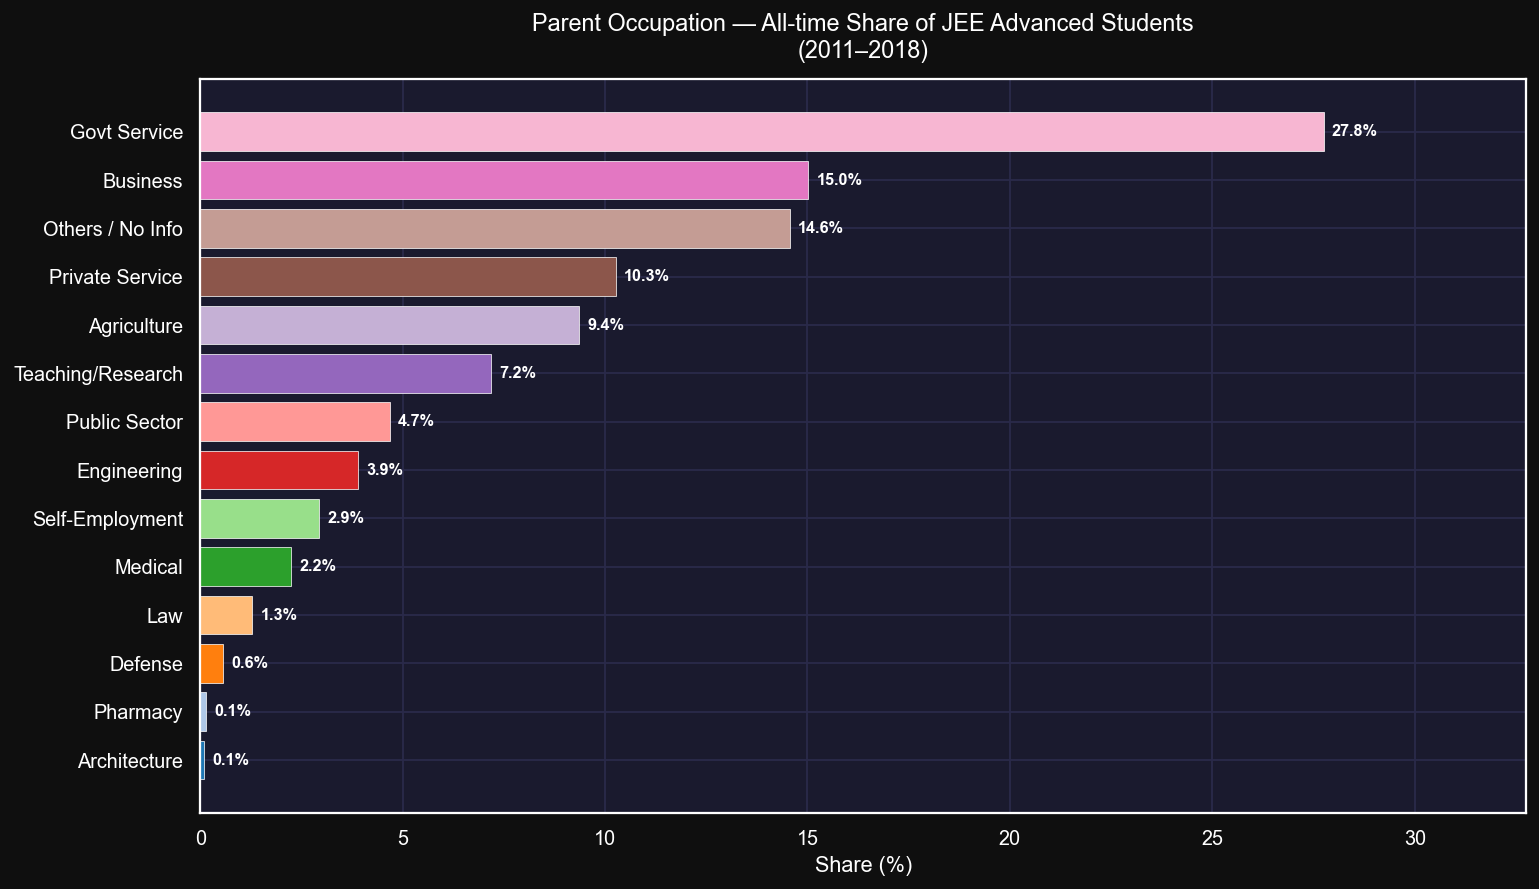 Parent Occupation — All-time Share of JEE Advanced Students
(2011–2018)
Govt Service 27.8%
Business 15.0%
Others / No Info 14.6%
Private Service 10.3%
Agriculture 9.4%
Teaching/Research 7.2%
Public Sector 4.7%
Engineering 3.9%
Self-Employment 2.9%
Medical 2.2%
Law 1.3%
Defense 0.6%
Pharmacy 0.1%
Architecture 0.1%
0 5 10 15 20 25 30
Share (%)